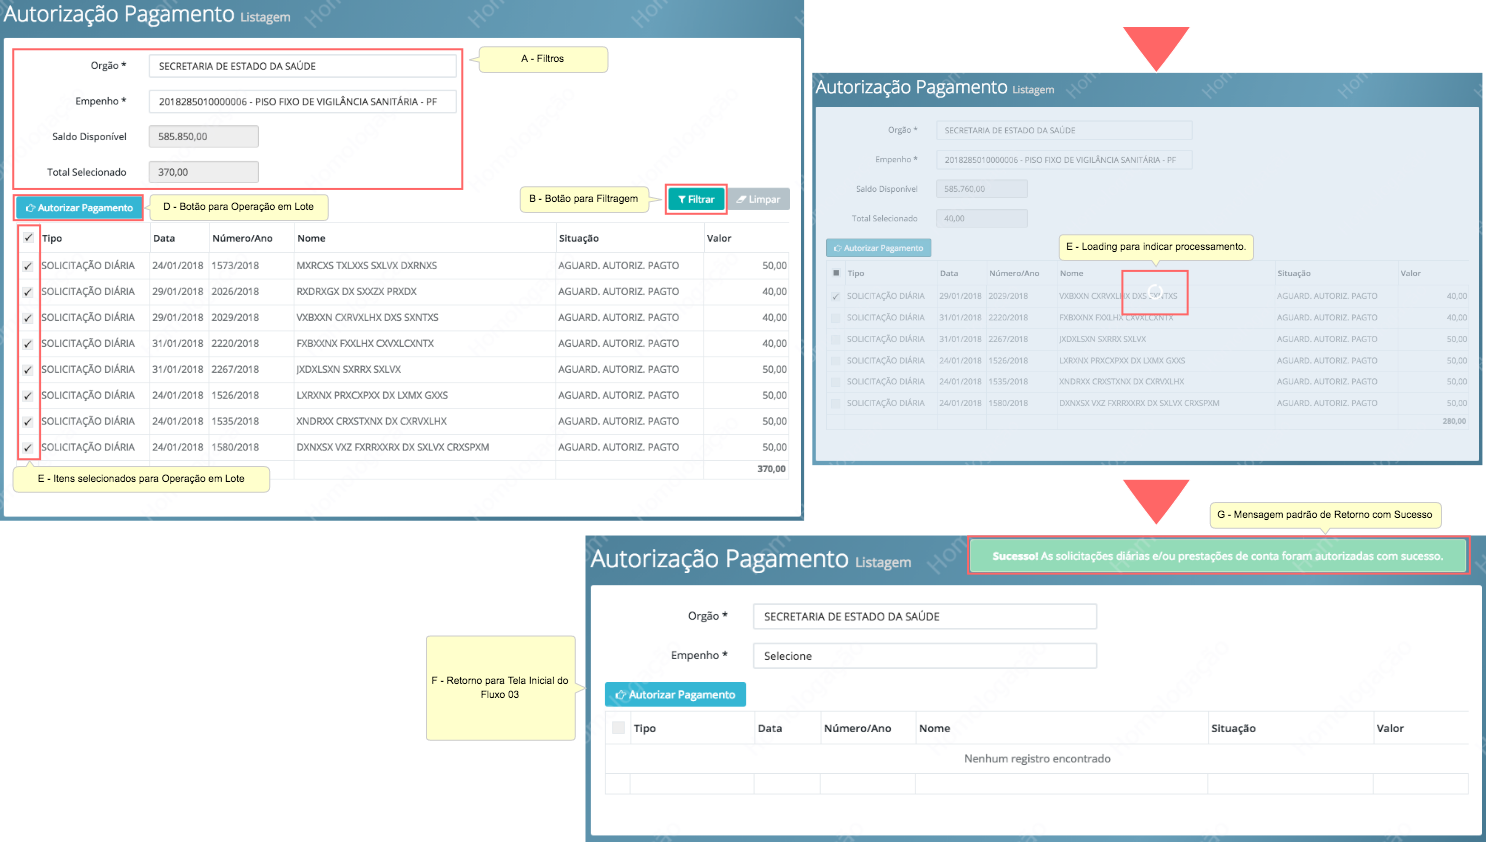 Autorização Pagamento Listagem
A - Filtros
Orgão * SECRETARIA DE ESTADO DA SAÚDE
Empenho * 2018285010000006 - PISO FIXO DE VIGILÂNCIA SANITÁRIA - PF
Saldo Disponível 585.850,00
Total Selecionado 370,00
B - Botão para Filtragem
Filtrar Limpar
Autorizar Pagamento
D - Botão para Operação em Lote
Tipo Data Número/Ano Nome Situação Valor
SOLICITAÇÃO DIÁRIA 24/01/2018 1573/2018 MXRCXS TXLXXS SXLVX DXRNXS AGUARD. AUTORIZ. PAGTO 50,00
SOLICITAÇÃO DIÁRIA 29/01/2018 2026/2018 RXDRXGX DX SXXZX PRXDX AGUARD. AUTORIZ. PAGTO 40,00
SOLICITAÇÃO DIÁRIA 29/01/2018 2029/2018 VXBXXN CXRVXLHX DXS SXNTXS AGUARD. AUTORIZ. PAGTO 40,00
SOLICITAÇÃO DIÁRIA 31/01/2018 2220/2018 FXBXXNX FXXLHX CXVXLCXNTX AGUARD. AUTORIZ. PAGTO 40,00
SOLICITAÇÃO DIÁRIA 31/01/2018 2267/2018 JXDXLSXN SXRRX SXLVX AGUARD. AUTORIZ. PAGTO 50,00
SOLICITAÇÃO DIÁRIA 24/01/2018 1526/2018 LXRXNX PRXCXPXX DX LXMX GXXS AGUARD. AUTORIZ. PAGTO 50,00
SOLICITAÇÃO DIÁRIA 24/01/2018 1535/2018 XNDRXX CRXSTXNX DX CXRVXLHX AGUARD. AUTORIZ. PAGTO 50,00
SOLICITAÇÃO DIÁRIA 24/01/2018 1580/2018 DXNXSX VXZ FXRRXXRX DX SXLVX CRXSPXM AGUARD. AUTORIZ. PAGTO 50,00
370,00
E - Itens selecionados para Operação em Lote
Autorização Pagamento Listagem
Orgão * SECRETARIA DE ESTADO DA SAÚDE
Empenho * 2018285010000006 - PISO FIXO DE VIGILÂNCIA SANITÁRIA - PF
Saldo Disponível 585.760,00
Total Selecionado 40,00
Autorizar Pagamento
E - Loading para indicar processamento.
Tipo Data Número/Ano Nome Situação Valor
SOLICITAÇÃO DIÁRIA 29/01/2018 2029/2018 VXBXXN CXRVXLHX DXS SXNTXS AGUARD. AUTORIZ. PAGTO 40,00
SOLICITAÇÃO DIÁRIA 31/01/2018 2220/2018 FXBXXNX FXXLHX CXVXLCXNTX AGUARD. AUTORIZ. PAGTO 40,00
SOLICITAÇÃO DIÁRIA 31/01/2018 2267/2018 JXDXLSXN SXRRX SXLVX AGUARD. AUTORIZ. PAGTO 50,00
SOLICITAÇÃO DIÁRIA 24/01/2018 1526/2018 LXRXNX PRXCXPXX DX LXMX GXXS AGUARD. AUTORIZ. PAGTO 50,00
SOLICITAÇÃO DIÁRIA 24/01/2018 1535/2018 XNDRXX CRXSTXNX DX CXRVXLHX AGUARD. AUTORIZ. PAGTO 50,00
SOLICITAÇÃO DIÁRIA 24/01/2018 1580/2018 DXNXSX VXZ FXRRXXRX DX SXLVX CRXSPXM AGUARD. AUTORIZ. PAGTO 50,00
280,00
G - Mensagem padrão de Retorno com Sucesso
Autorização Pagamento Listagem
Sucesso! As solicitações diárias e/ou prestações de conta foram autorizadas com sucesso.
Orgão * SECRETARIA DE ESTADO DA SAÚDE
Empenho * Selecione
F - Retorno para Tela Inicial do
Fluxo 03
Autorizar Pagamento
Tipo Data Número/Ano Nome Situação Valor
Nenhum registro encontrado
Homologação